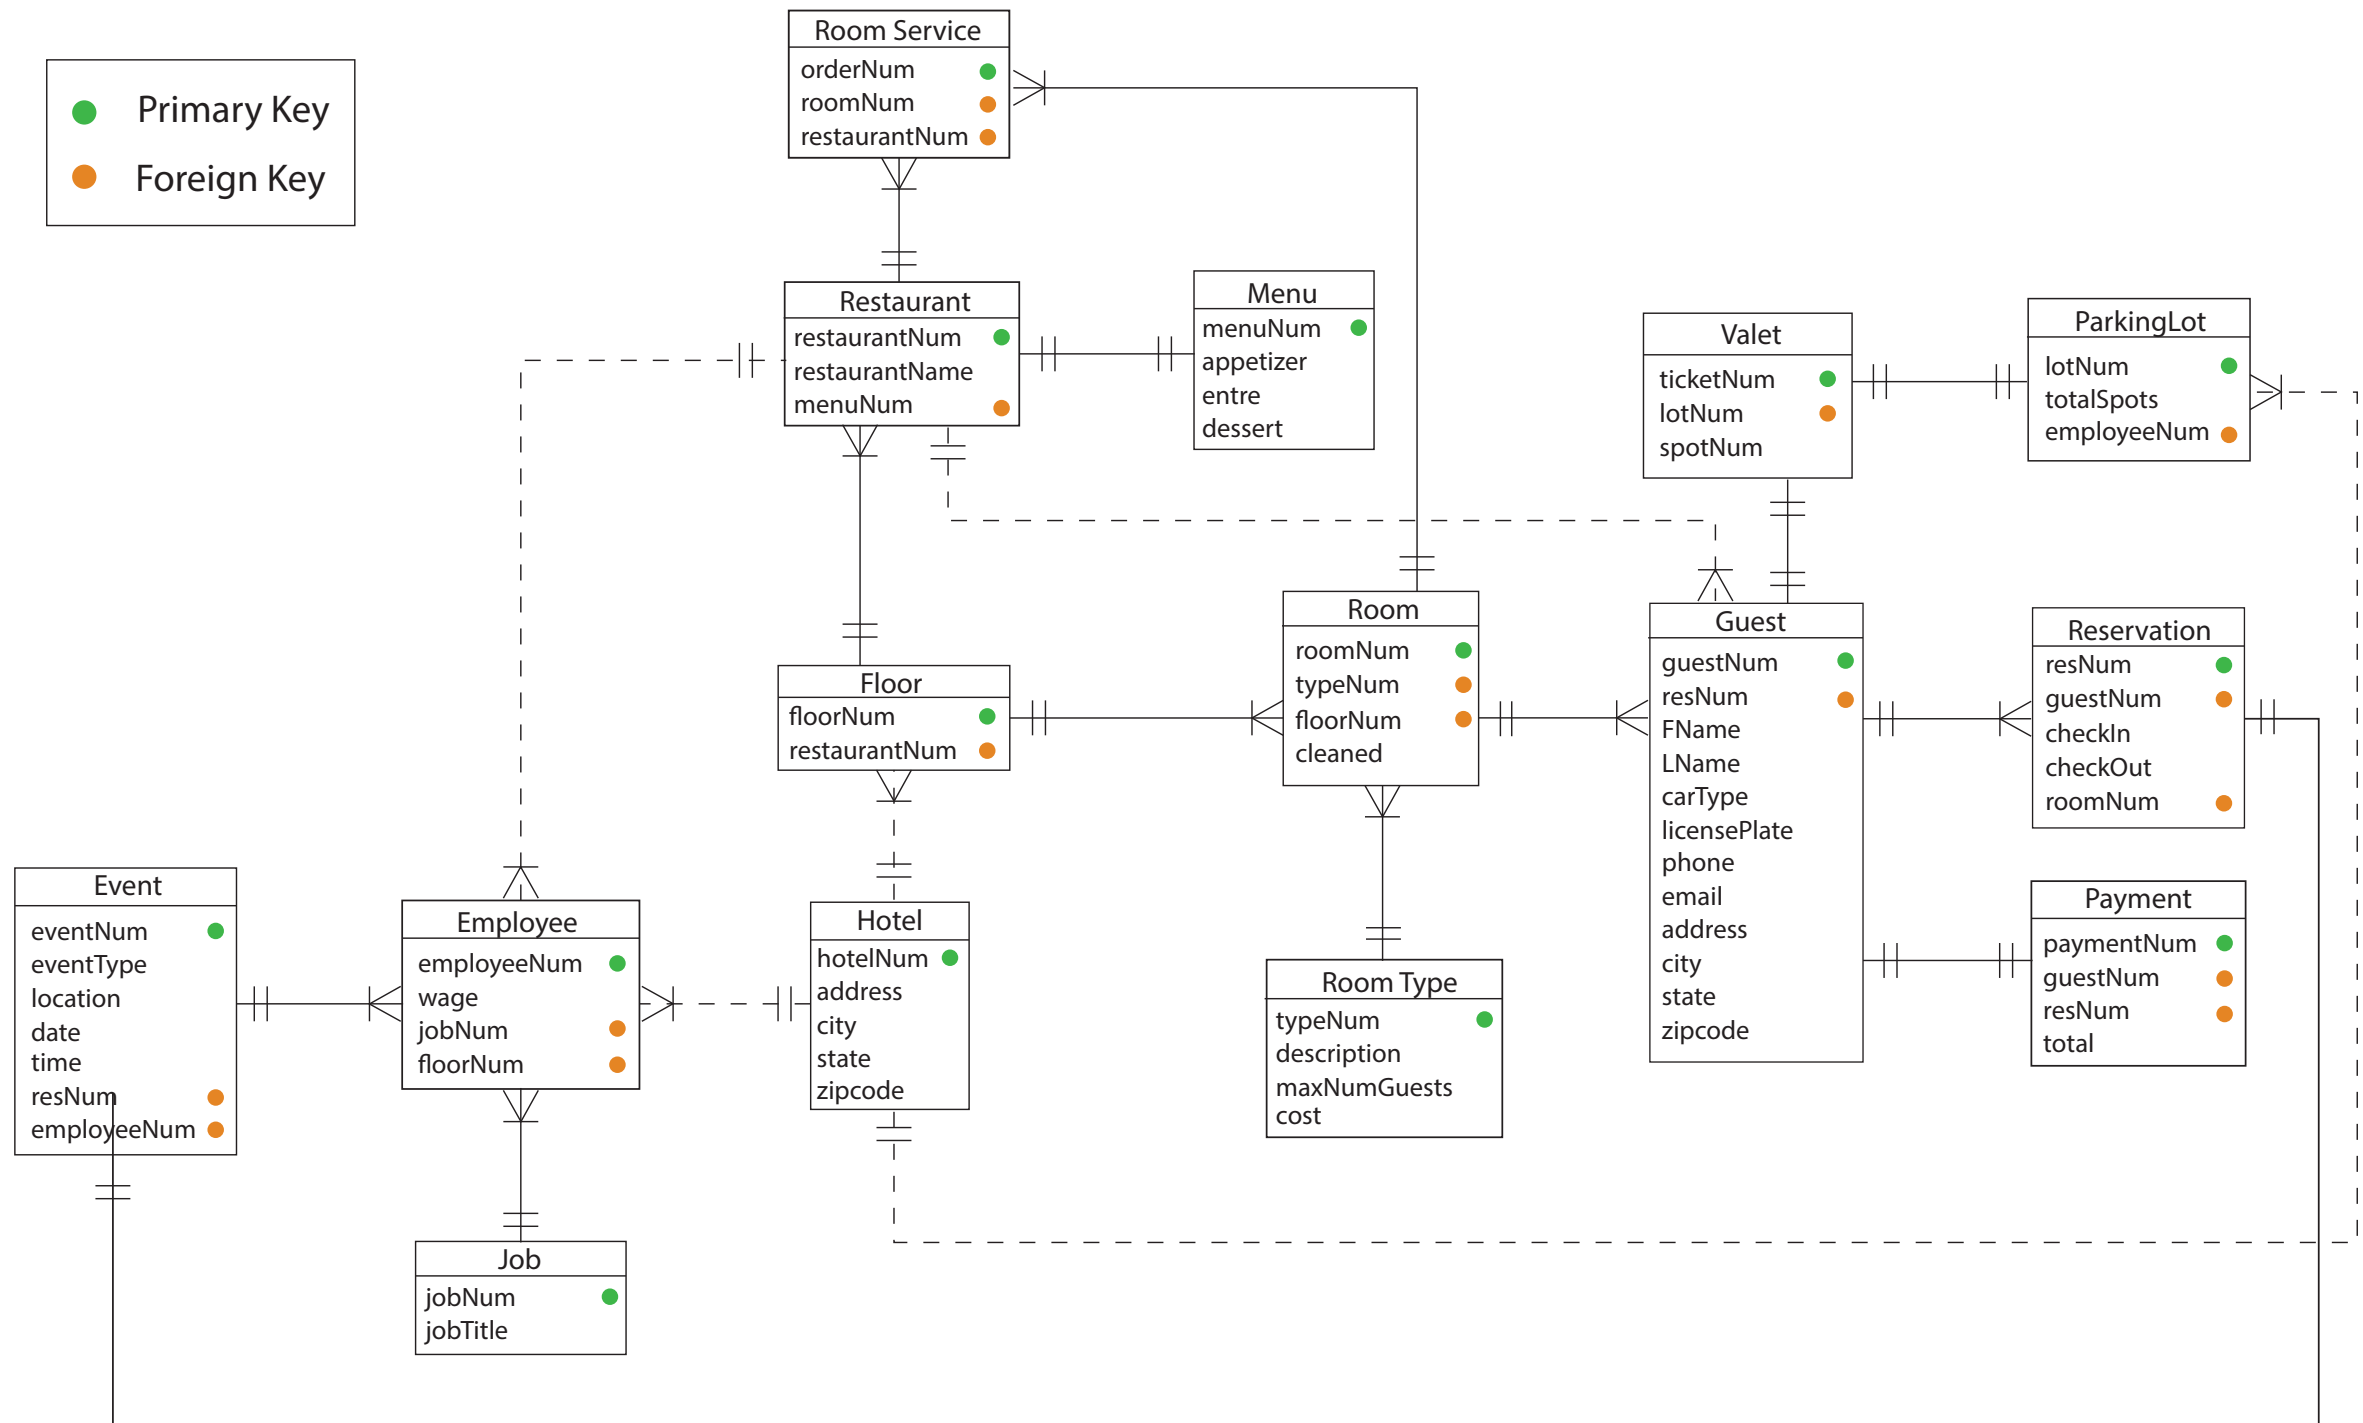 Primary Key
Foreign Key
Room Service
orderNum
roomNum
restaurantNum
Restaurant
restaurantNum
restaurantName
menuNum
Menu
menuNum
appetizer
entre
dessert
Valet
ticketNum
lotNum
spotNum
ParkingLot
lotNum
totalSpots
employeeNum
Floor
floorNum
restaurantNum
Room
roomNum
typeNum
floorNum
cleaned
Guest
guestNum
resNum
FName
LName
carType
licensePlate
phone
email
address
city
state
zipcode
Reservation
resNum
guestNum
checkIn
checkOut
roomNum
Event
eventNum
eventType
location
date
time
resNum
employeeNum
Employee
employeeNum
wage
jobNum
floorNum
Hotel
hotelNum
address
city
state
zipcode
Room Type
typeNum
description
maxNumGuests
cost
Payment
paymentNum
guestNum
resNum
total
Job
jobNum
jobTitle